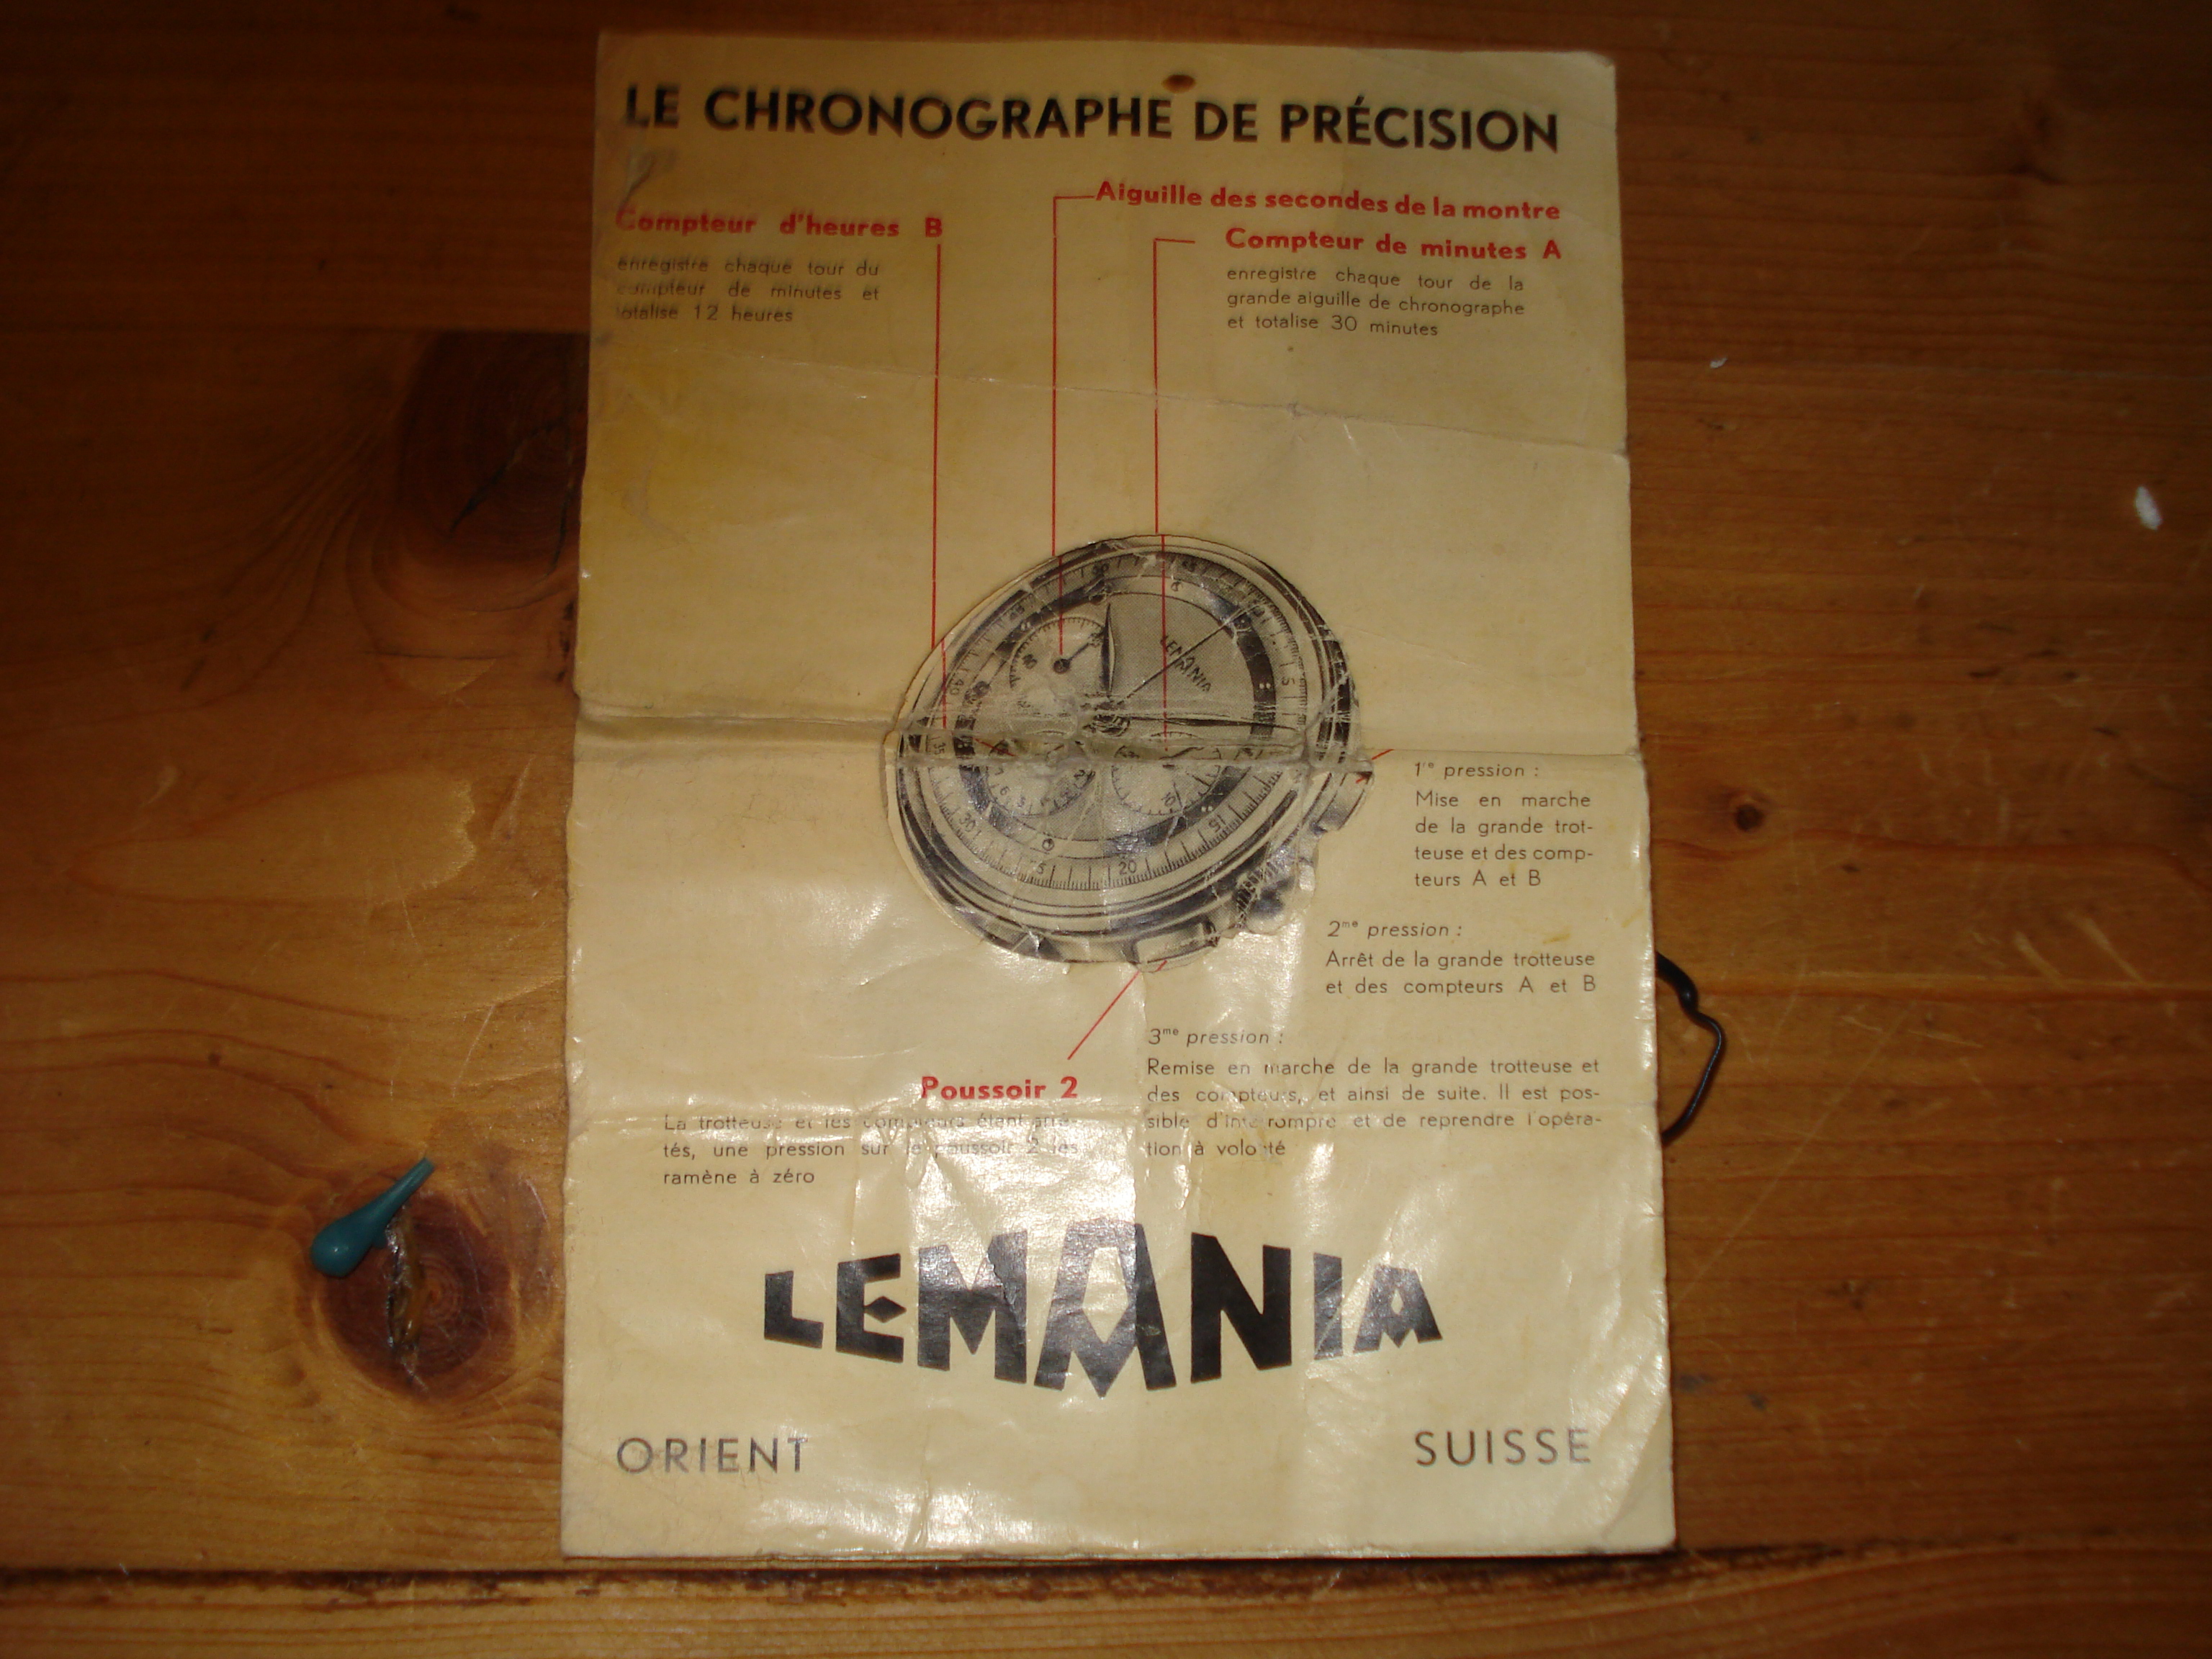 LE CHRONOGRAPHE DE PRÉCISION
Aiguille des secondes de la montre
Compteur d'heures B
enregistre chaque tour du
compteur de minutes et
totalise 12 heures
Compteur de minutes A
enregistre chaque tour de la
grande aiguille de chronographe
et totalise 30 minutes
LEMANIA
1re pression :
Mise en marche
de la grande trot-
teuse et des comp-
teurs A et B
2me pression :
Arrêt de la grande trotteuse
et des compteurs A et B
3me pression :
Remise en marche de la grande trotteuse et
des compteurs, et ainsi de suite. Il est pos-
sible d'interrompre et de reprendre l'opéra-
tion à volonté
Poussoir 2
La trotteuse et les compteurs étant arrê-
tés, une pression sur le poussoir 2 les
ramène à zéro
LEMANIA
ORIENT SUISSE